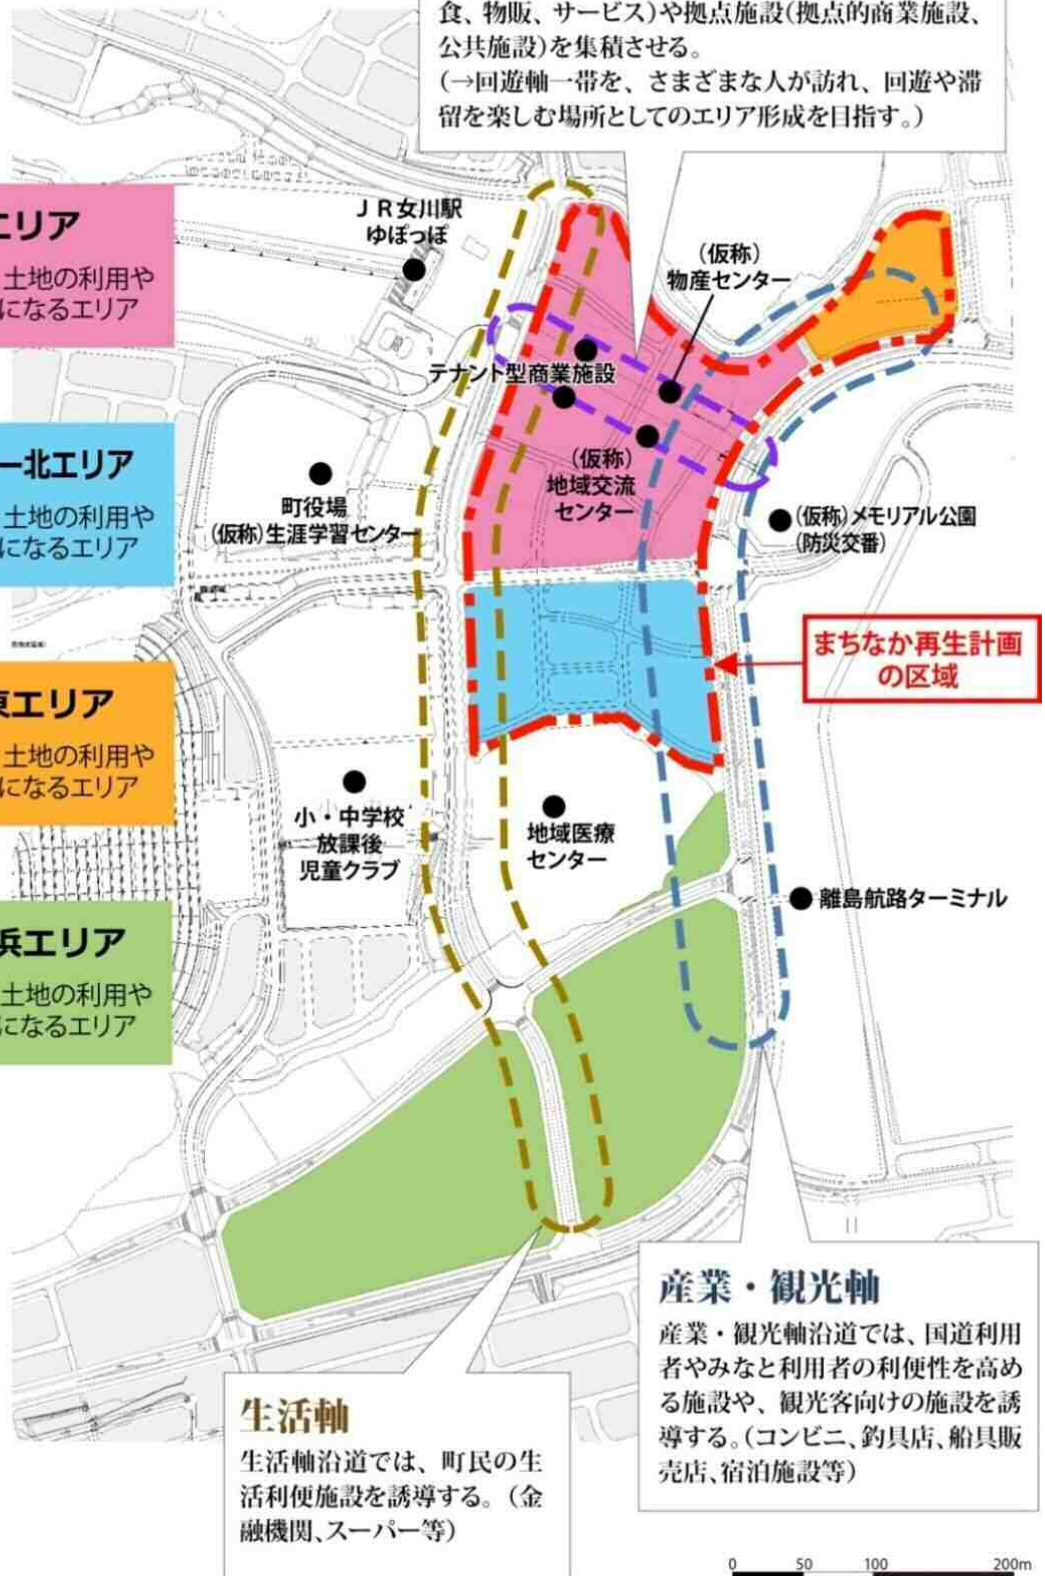 食、物販、サービス)や拠点施設(拠点的商業施設、
公共施設)を集積させる。
(→回遊軸一帯を、さまざまな人が訪れ、回遊や滞
留を楽しむ場所としてのエリア形成を目指す。)
エリア
土地の利用や
になるエリア
ー北エリア
土地の利用や
になるエリア
東エリア
土地の利用や
になるエリア
浜エリア
土地の利用や
になるエリア
JR女川駅
ゆぽっぽ
(仮称)
物産センター
テナント型商業施設
(仮称)
地域交流
センター
町役場
(仮称)生涯学習センター
(仮称)メモリアル公園
(防災交番)
まちなか再生計画
の区域
小・中学校
放課後
児童クラブ
地域医療
センター
離島航路ターミナル
産業・観光軸
産業・観光軸沿道では、国道利用
者やみなと利用者の利便性を高め
る施設や、観光客向けの施設を誘
導する。(コンビニ、釣具店、船具販
売店、宿泊施設等)
生活軸
生活軸沿道では、町民の生
活利便施設を誘導する。(金
融機関、スーパー等)
0 50 100 200m